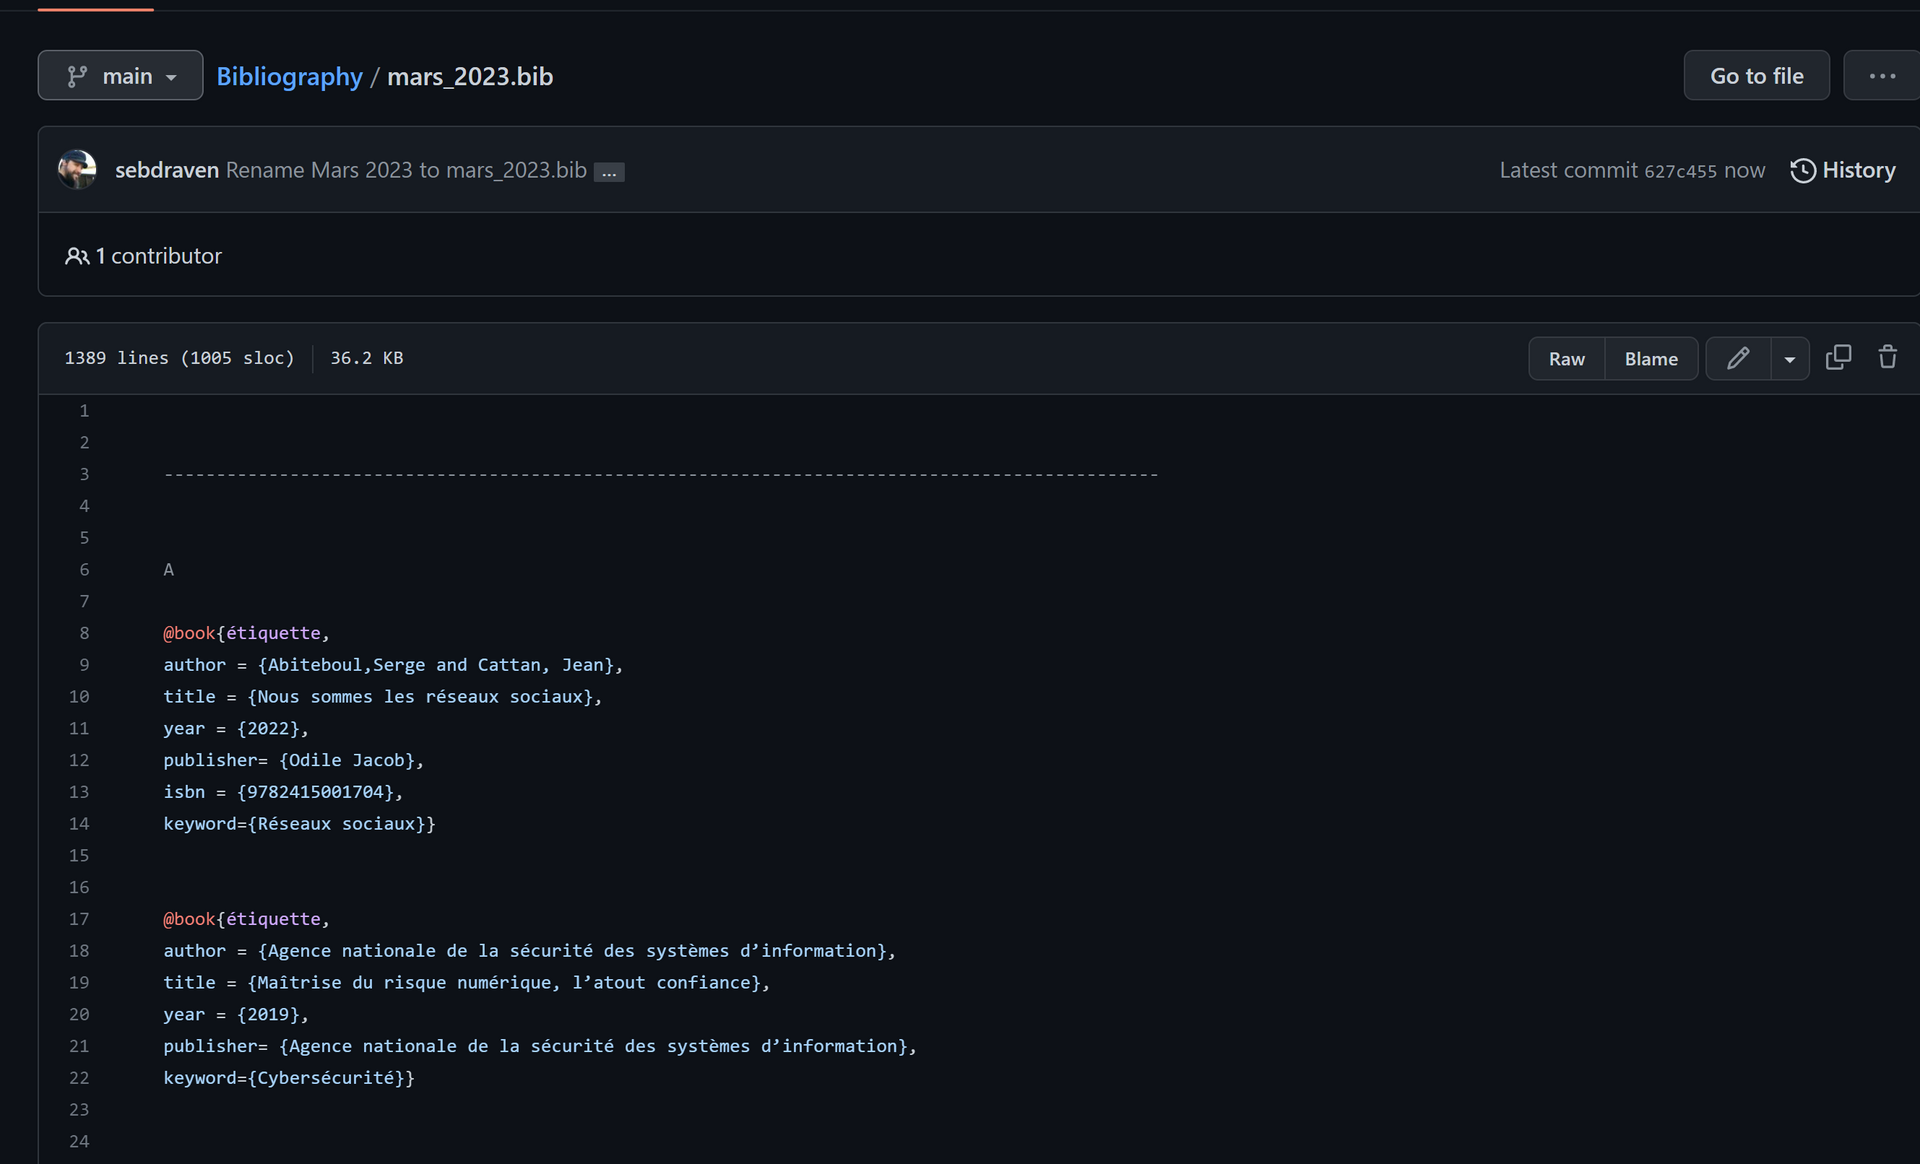 main
Bibliography / mars_2023.bib
Go to file
sebdraven Rename Mars 2023 to mars_2023.bib ...
Latest commit 627c455 now
History
1 contributor
1389 lines (1005 sloc)
36.2 KB
Raw
Blame
1
2
3 -----------------------------------------------------------------------------------------------
4
5
6 A
7
8 @book{étiquette,
9 author = {Abiteboul,Serge and Cattan, Jean},
10 title = {Nous sommes les réseaux sociaux},
11 year = {2022},
12 publisher= {Odile Jacob},
13 isbn = {9782415001704},
14 keyword={Réseaux sociaux}}
15
16
17 @book{étiquette,
18 author = {Agence nationale de la sécurité des systèmes d’information},
19 title = {Maîtrise du risque numérique, l’atout confiance},
20 year = {2019},
21 publisher= {Agence nationale de la sécurité des systèmes d’information},
22 keyword={Cybersécurité}}
23
24